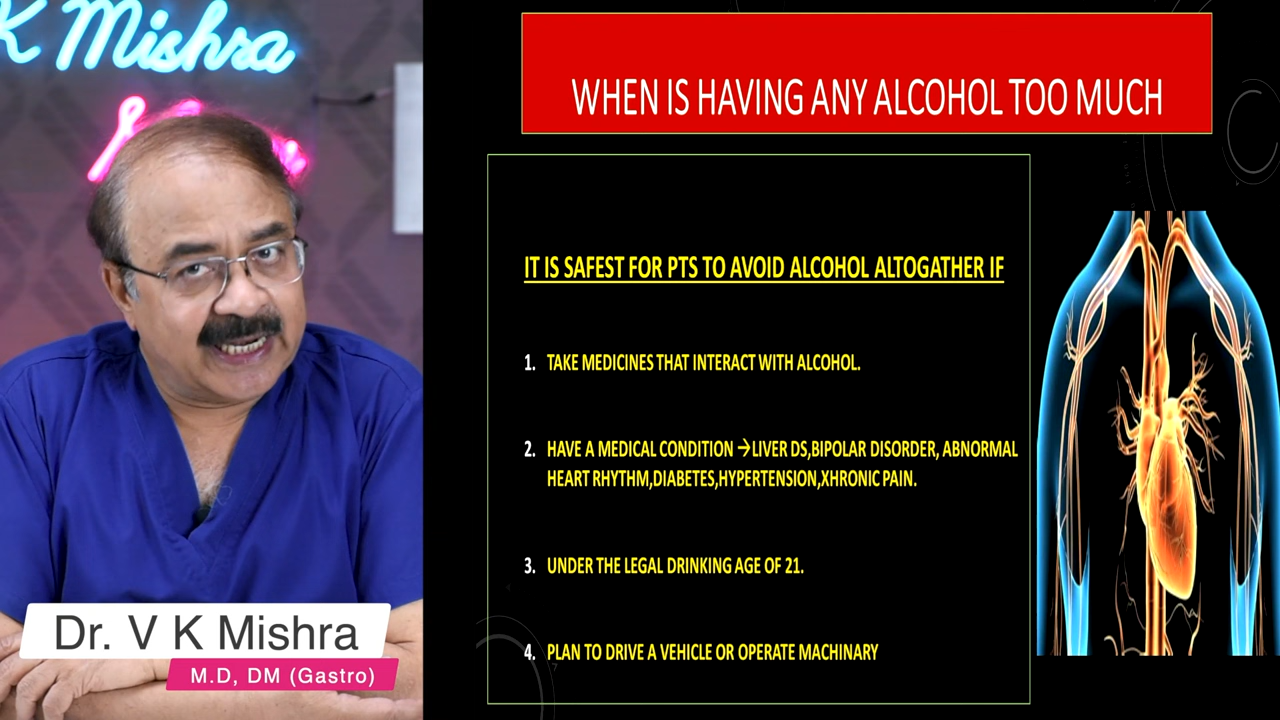 K Mishra
WHEN IS HAVING ANY ALCOHOL TOO MUCH
IT IS SAFEST FOR PTS TO AVOID ALCOHOL ALTOGATHER IF
1. TAKE MEDICINES THAT INTERACT WITH ALCOHOL.
2. HAVE A MEDICAL CONDITION →LIVER DS,BIPOLAR DISORDER, ABNORMAL
HEART RHYTHM,DIABETES,HYPERTENSION,XHRONIC PAIN.
3. UNDER THE LEGAL DRINKING AGE OF 21.
4. PLAN TO DRIVE A VEHICLE OR OPERATE MACHINARY
Dr. V K Mishra
M.D, DM (Gastro)